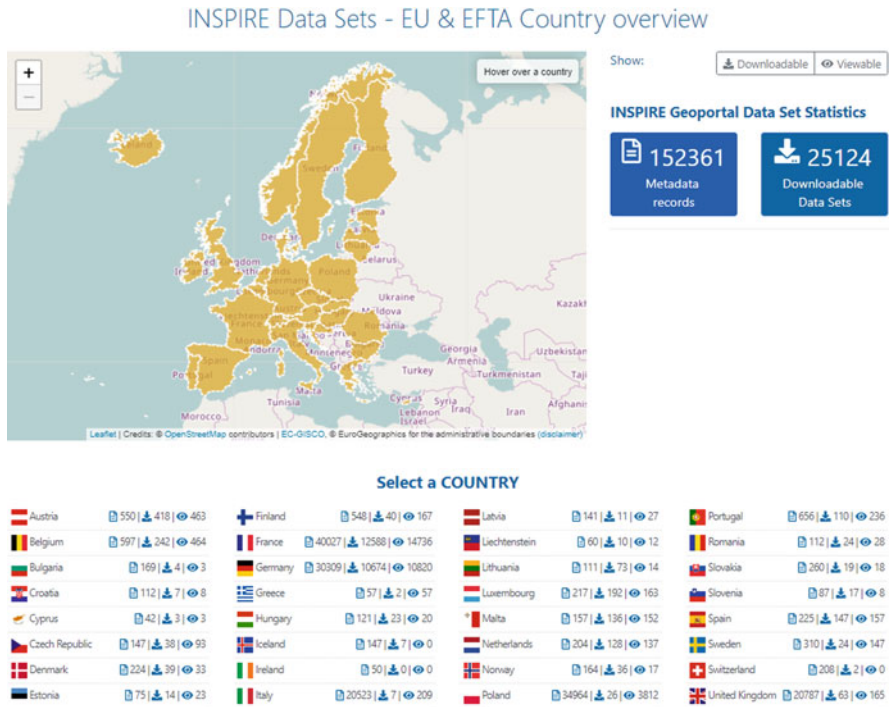 INSPIRE Data Sets - EU & EFTA Country overview
+
−
Hover over a country
Show:
Downloadable
Viewable
INSPIRE Geoportal Data Set Statistics
152361
Metadata
records
25124
Downloadable
Data Sets
Sweden
Poland
Belarus
Ukraine
Moldova
Romania
Kazakh
Georgia
Armenia
Uzbekistan
Turkey
Turkmenistan
Taji
France
Monaco
Andorra
Spain
Portugal
Malta
Tunisia
Morocco
Cyprus
Syria
Lebanon
Iraq
Israel
Iran
Afghanis
Leaflet | Credits: © OpenStreetMap contributors | EC-GISCO, © EuroGeographics for the administrative boundaries (disclaimer)
Select a COUNTRY
Austria 550 | 418 | 463
Finland 548 | 40 | 167
Latvia 141 | 11 | 27
Portugal 656 | 110 | 236
Belgium 597 | 242 | 464
France 40027 | 12588 | 14736
Liechtenstein 60 | 10 | 12
Romania 112 | 24 | 28
Bulgaria 169 | 4 | 3
Germany 30309 | 10674 | 10820
Lithuania 111 | 73 | 14
Slovakia 260 | 19 | 18
Croatia 112 | 7 | 8
Greece 57 | 2 | 57
Luxembourg 217 | 192 | 163
Slovenia 87 | 17 | 8
Cyprus 42 | 3 | 3
Hungary 121 | 23 | 20
Malta 157 | 136 | 152
Spain 225 | 147 | 157
Czech Republic 147 | 38 | 93
Iceland 147 | 7 | 0
Netherlands 204 | 128 | 137
Sweden 310 | 24 | 147
Denmark 224 | 39 | 33
Ireland 50 | 0 | 0
Norway 164 | 36 | 17
Switzerland 208 | 2 | 0
Estonia 75 | 14 | 23
Italy 20523 | 7 | 209
Poland 34964 | 26 | 3812
United Kingdom 20787 | 63 | 165